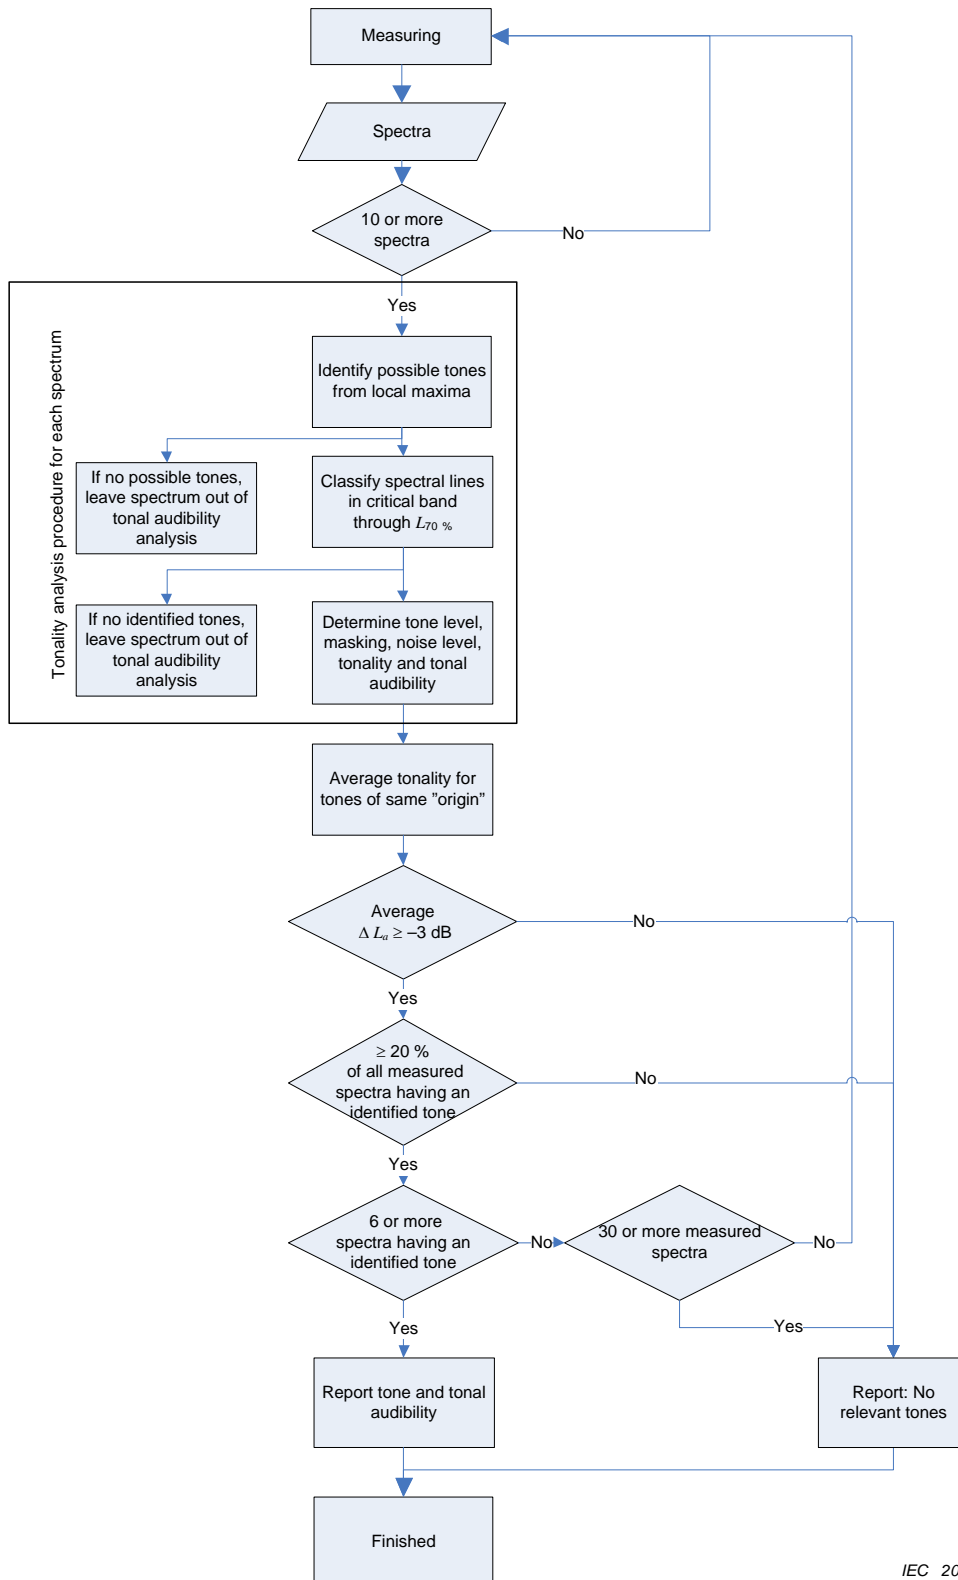 Measuring
Spectra
10 or more
spectra
No
Yes
Tonality analysis procedure for each spectrum
Identify possible tones
from local maxima
If no possible tones,
leave spectrum out of
tonal audibility
analysis
Classify spectral lines
in critical band
through L70 %
If no identified tones,
leave spectrum out of
tonal audibility
analysis
Determine tone level,
masking, noise level,
tonality and tonal
audibility
Average tonality for
tones of same ”origin”
Average
Δ La ≥ –3 dB
No
Yes
≥ 20 %
of all measured
spectra having an
identified tone
No
Yes
6 or more
spectra having an
identified tone
No
30 or more measured
spectra
No
Yes
Yes
Report tone and tonal
audibility
Report: No
relevant tones
Finished
IEC 20